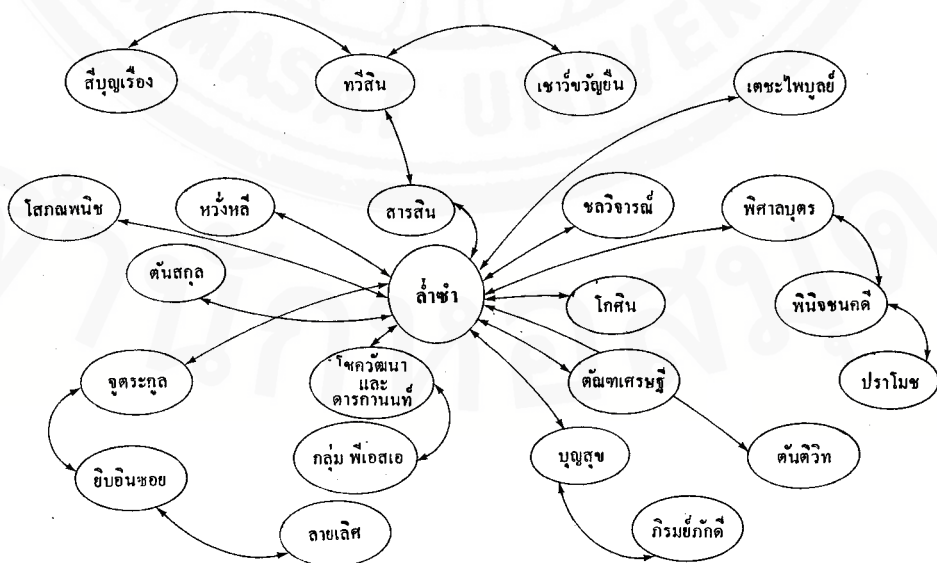 สีบุญเรือง
ทวีสิน
เชาว์ขวัญยืน
เตชะไพบูลย์
โสภณพนิช
หวั่งหลี
สารสิน
ชลวิจารณ์
พิศาลบุตร
ตันสกุล
ล่ำซำ
โกศิน
พินิจชนคดี
จูตระกูล
โชควัฒนา
และ
ดารกานนท์
ตัณฑเศรษฐี
ปราโมช
ยิบอินซอย
กลุ่ม พีเอสเอ
บุญสุข
ตันติวิท
ลายเลิศ
ภิรมย์ภักดี